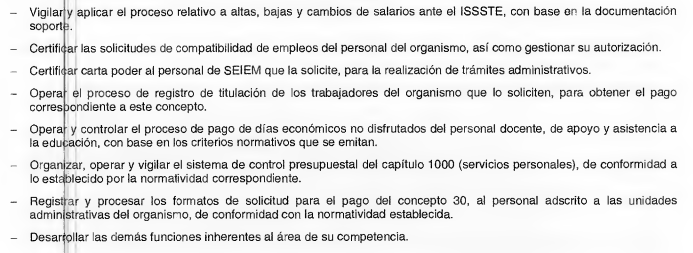 – Vigilar y aplicar el proceso relativo a altas, bajas y cambios de salarios ante el ISSSTE, con base en la documentación
soporte.
– Certificar las solicitudes de compatibilidad de empleos del personal del organismo, así como gestionar su autorización.
– Certificar carta poder al personal de SEIEM que la solicite, para la realización de trámites administrativos.
– Operar el proceso de registro de titulación de los trabajadores del organismo que lo soliciten, para obtener el pago
correspondiente a este concepto.
– Operar y controlar el proceso de pago de días económicos no disfrutados del personal docente, de apoyo y asistencia a
la educación, con base en los criterios normativos que se emitan.
– Organizar, operar y vigilar el sistema de control presupuestal del capítulo 1000 (servicios personales), de conformidad a
lo establecido por la normatividad correspondiente.
– Registrar y procesar los formatos de solicitud para el pago del concepto 30, al personal adscrito a las unidades
administrativas del organismo, de conformidad con la normatividad establecida.
– Desarrollar las demás funciones inherentes al área de su competencia.